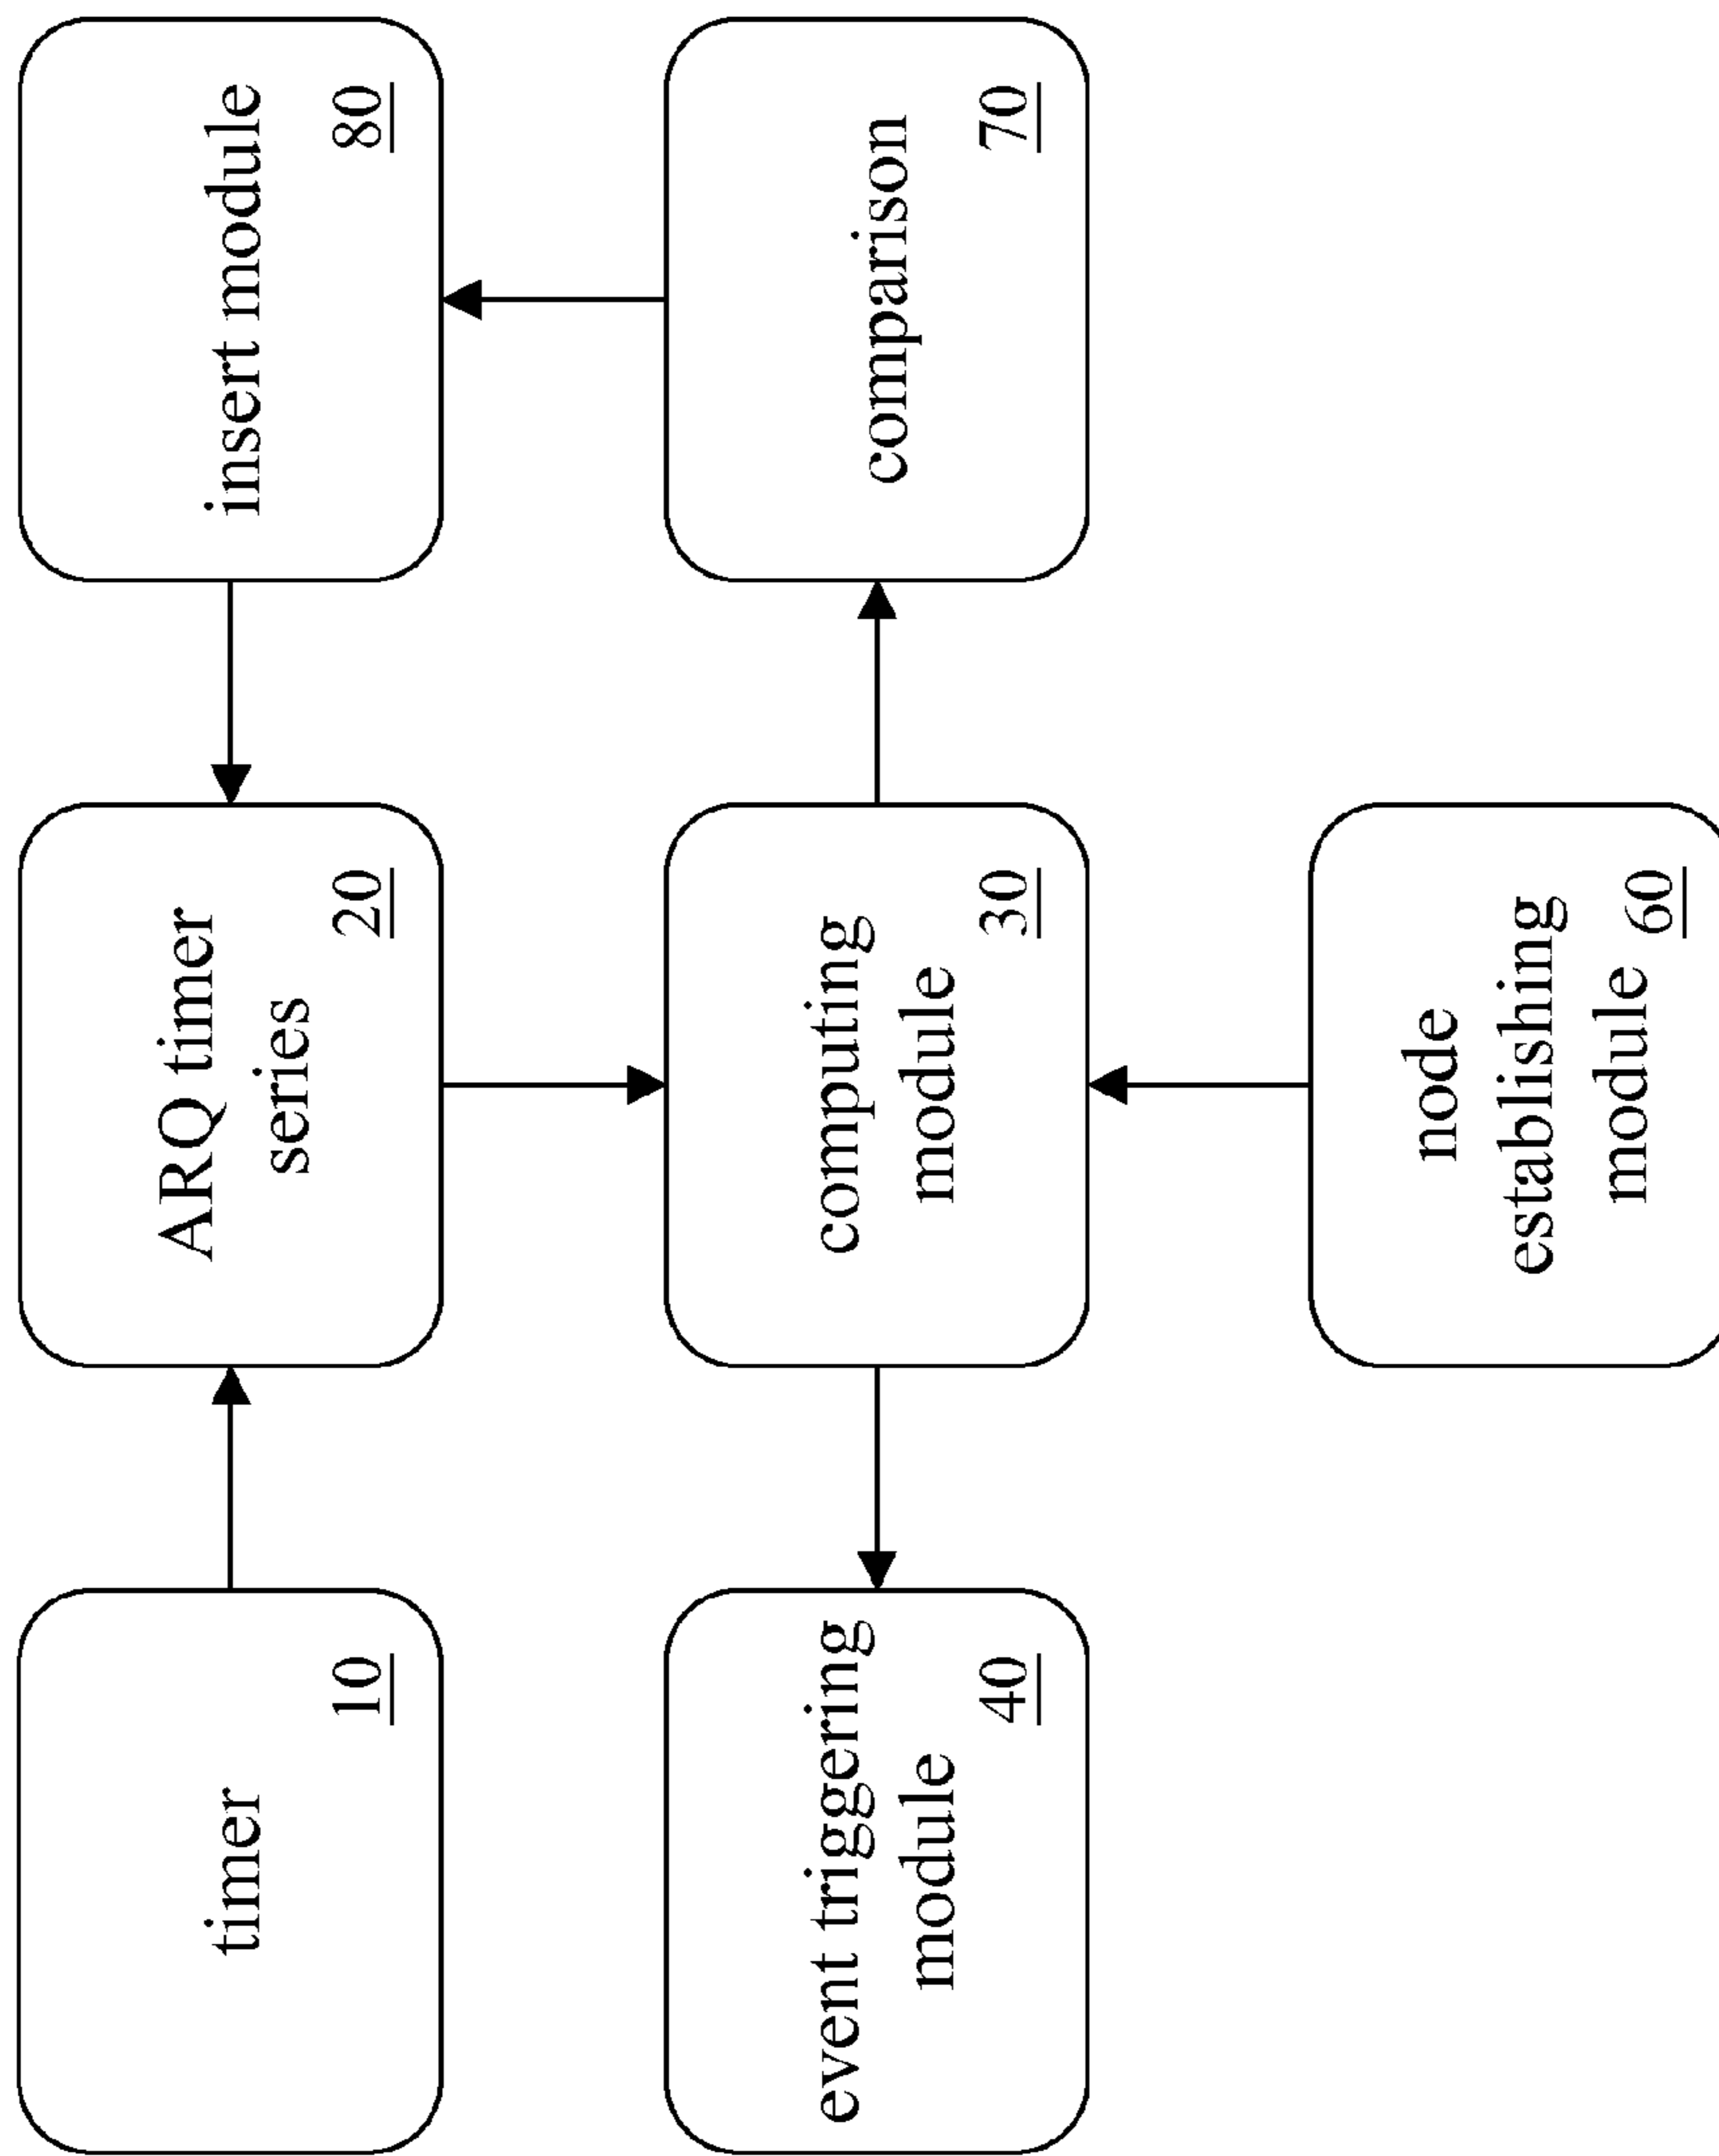 timer
10
ARQ timer
series
20
insert module
80
event triggering
module
40
computing
module
30
comparison
70
node
establishing
module 60